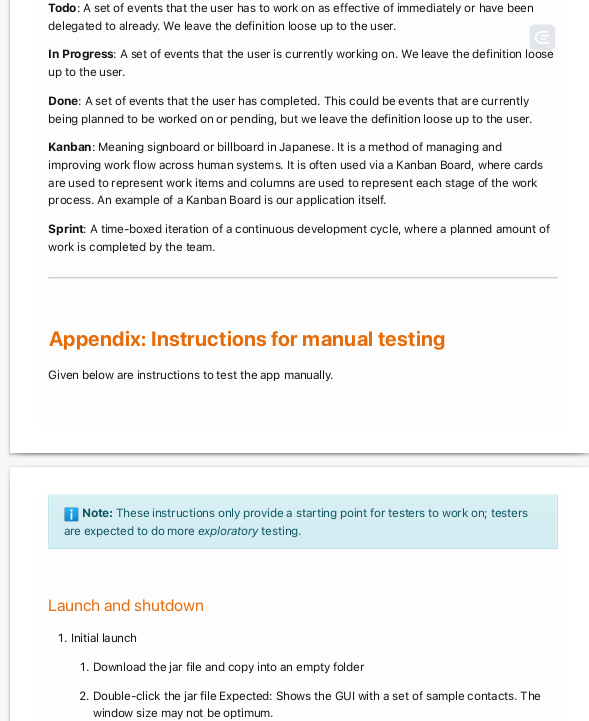 Todo: A set of events that the user has to work on as effective of immediately or have been
delegated to already. We leave the definition loose up to the user.
In Progress: A set of events that the user is currently working on. We leave the definition loose
up to the user.
Done: A set of events that the user has completed. This could be events that are currently
being planned to be worked on or pending, but we leave the definition loose up to the user.
Kanban: Meaning signboard or billboard in Japanese. It is a method of managing and
improving work flow across human systems. It is often used via a Kanban Board, where cards
are used to represent work items and columns are used to represent each stage of the work
process. An example of a Kanban Board is our application itself.
Sprint: A time-boxed iteration of a continuous development cycle, where a planned amount of
work is completed by the team.
Appendix: Instructions for manual testing
Given below are instructions to test the app manually.
Note: These instructions only provide a starting point for testers to work on; testers
are expected to do more exploratory testing.
Launch and shutdown
1. Initial launch
1. Download the jar file and copy into an empty folder
2. Double-click the jar file Expected: Shows the GUI with a set of sample contacts. The
window size may not be optimum.